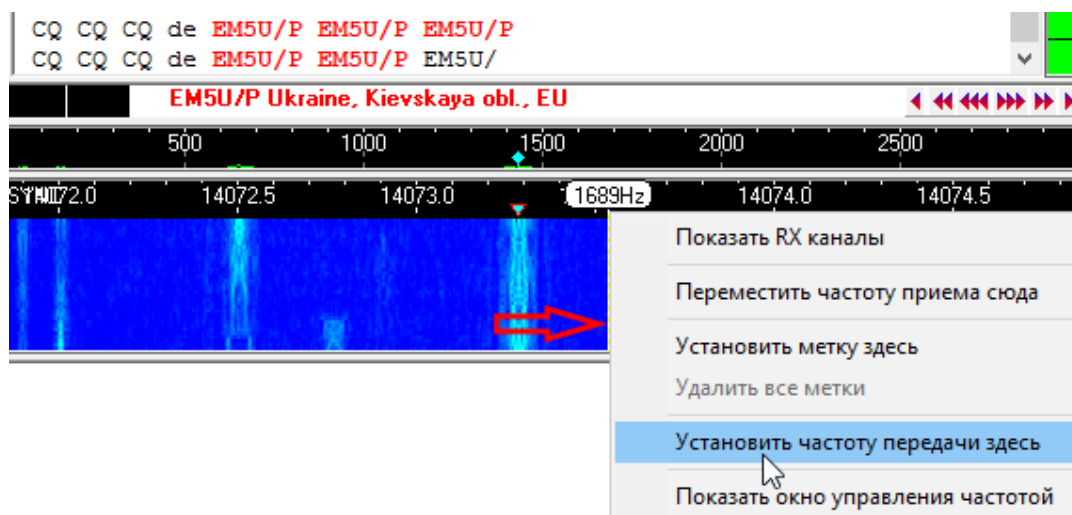 CQ CQ CQ de EM5U/P EM5U/P EM5U/P
CQ CQ CQ de EM5U/P EM5U/P EM5U/
EM5U/P Ukraine, Kievskaya obl., EU
500 1000 1500 2000 2500
72.0 14072.5 14073.0 1689Hz 14074.0 14074.5
Показать RX каналы
Переместить частоту приема сюда
Установить метку здесь
Удалить все метки
Установить частоту передачи здесь
Показать окно управления частотой